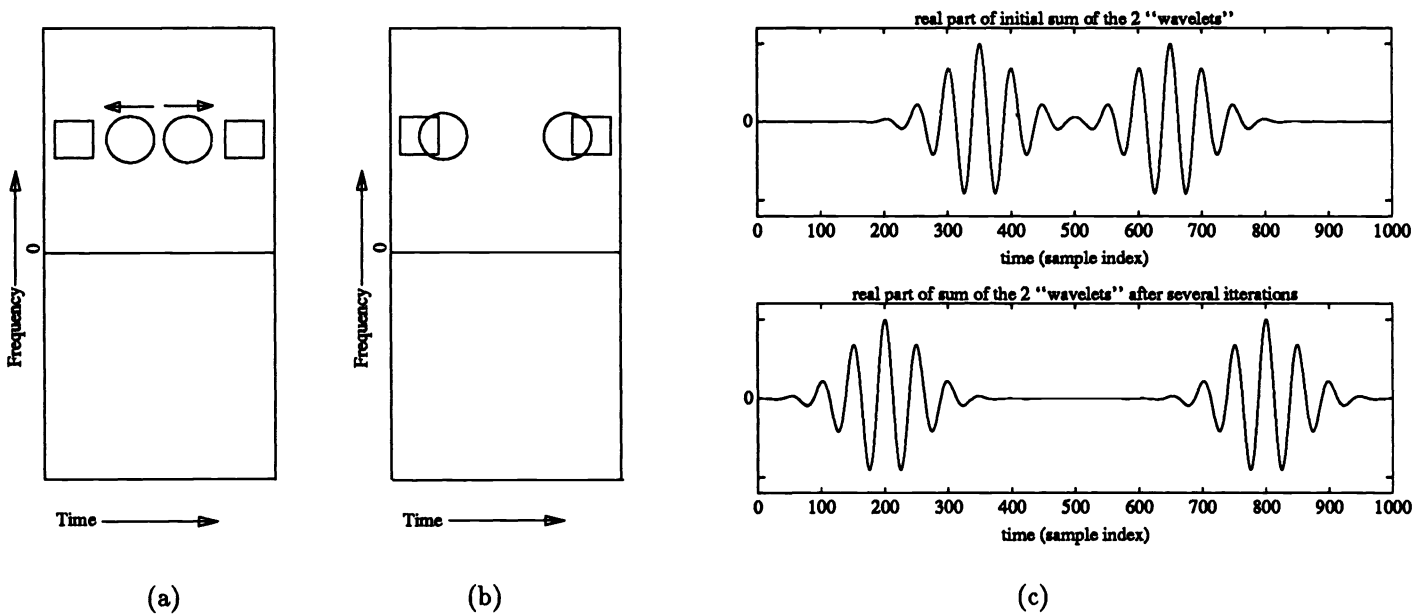 Frequency
0
Time
(a)
Frequency
0
Time
(b)
real part of initial sum of the 2 "wavelets"
0
0 100 200 300 400 500 600 700 800 900 1000
time (sample index)
real part of sum of the 2 "wavelets" after several itterations
0
0 100 200 300 400 500 600 700 800 900 1000
time (sample index)
(c)